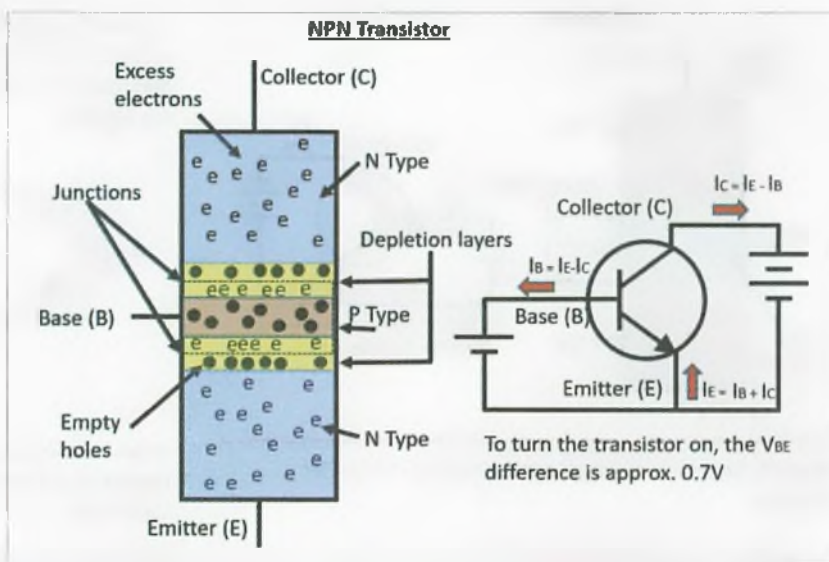 NPN Transistor
Excess
electrons
Collector (C)
e
e e
e e e e
e e
e e e
e
N Type
Junctions
Depletion layers
e e e e e e
Base (B)
P Type
e e e e e e
Empty
holes
e e
e e e e
e e e
e e e
e e e e e
N Type
Emitter (E)
IC = IE - IB
Collector (C)
IB = IE-IC
Base (B)
Emitter (E)
IE = IB + IC
To turn the transistor on, the VBE
difference is approx. 0.7V